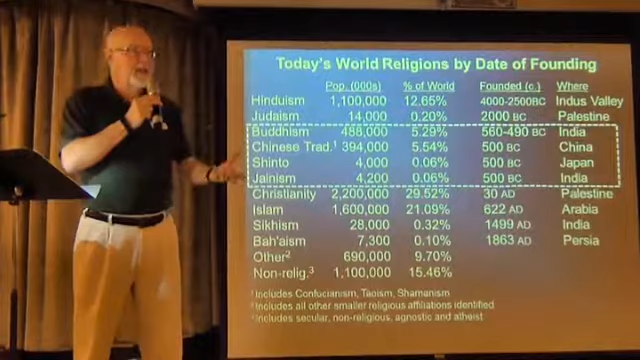 Today's World Religions by Date of Founding
Pop. (000s) % of World Founded (c.) Where
Hinduism 1,100,000 12.65% 4000-2500BC Indus Valley
Judaism 14,000 0.20% 2000 BC Palestine
Buddhism 488,000 5.29% 560-490 BC India
Chinese Trad.¹ 394,000 5.54% 500 BC China
Shinto 4,000 0.06% 500 BC Japan
Jainism 4,200 0.06% 500 BC India
Christianity 2,200,000 29.52% 30 AD Palestine
Islam 1,600,000 21.09% 622 AD Arabia
Sikhism 28,000 0.32% 1499 AD India
Bah'aism 7,300 0.10% 1863 AD Persia
Other² 690,000 9.70%
Non-relig.³ 1,100,000 15.46%
¹ Includes Confucianism, Taoism, Shamanism
² Includes all other smaller religious affiliations identified
³ Includes secular, non-religious, agnostic and atheist